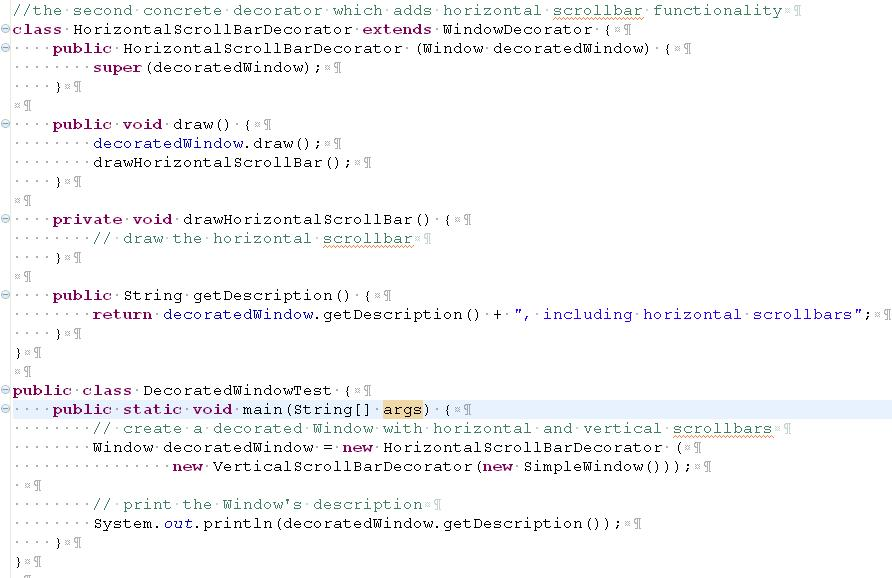 //the second concrete decorator which adds horizontal scrollbar functionality
class HorizontalScrollBarDecorator extends WindowDecorator {
    public HorizontalScrollBarDecorator (Window decoratedWindow) {
        super(decoratedWindow);
    }

    public void draw() {
        decoratedWindow.draw();
        drawHorizontalScrollBar();
    }

    private void drawHorizontalScrollBar() {
        // draw the horizontal scrollbar
    }

    public String getDescription() {
        return decoratedWindow.getDescription() + ", including horizontal scrollbars";
    }
}

public class DecoratedWindowTest {
    public static void main(String[] args) {
        // create a decorated Window with horizontal and vertical scrollbars
        Window decoratedWindow = new HorizontalScrollBarDecorator (
                new VerticalScrollBarDecorator(new SimpleWindow()));

        // print the Window's description
        System.out.println(decoratedWindow.getDescription());
    }
}